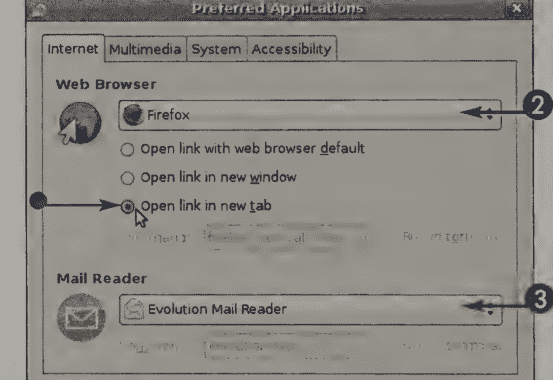 Preferred Applications
Internet Multimedia System Accessibility
Web Browser
Firefox
2
Open link with web browser default
Open link in new window
Open link in new tab
Mail Reader
Evolution Mail Reader
3